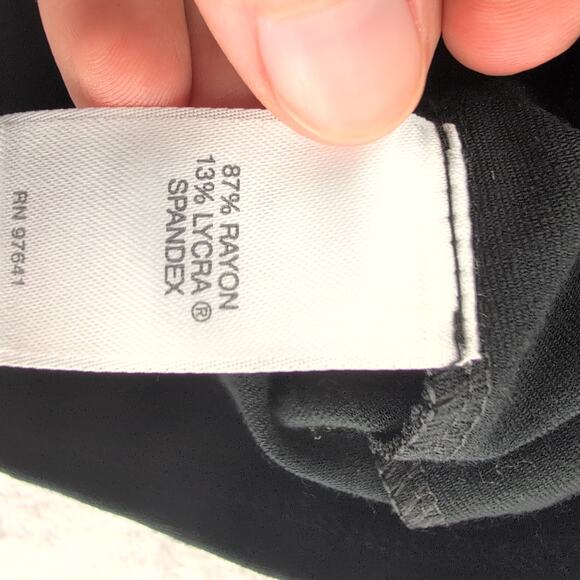 87% RAYON
13% LYCRA ®
SPANDEX
RN 97641